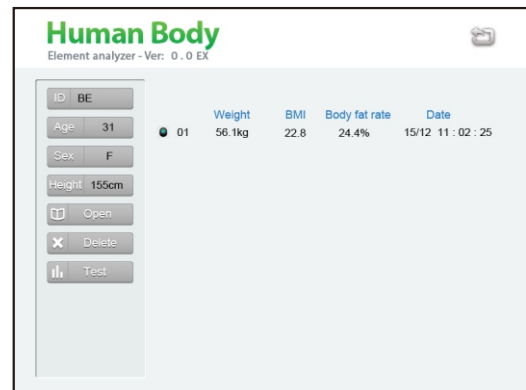 Human Body
Element analyzer - Ver: 0.0 EX
ID BE
Age 31
Sex F
Height 155cm
Open
Delete
Test
Weight BMI Body fat rate Date
01 56.1kg 22.8 24.4% 15/12 11:02:25